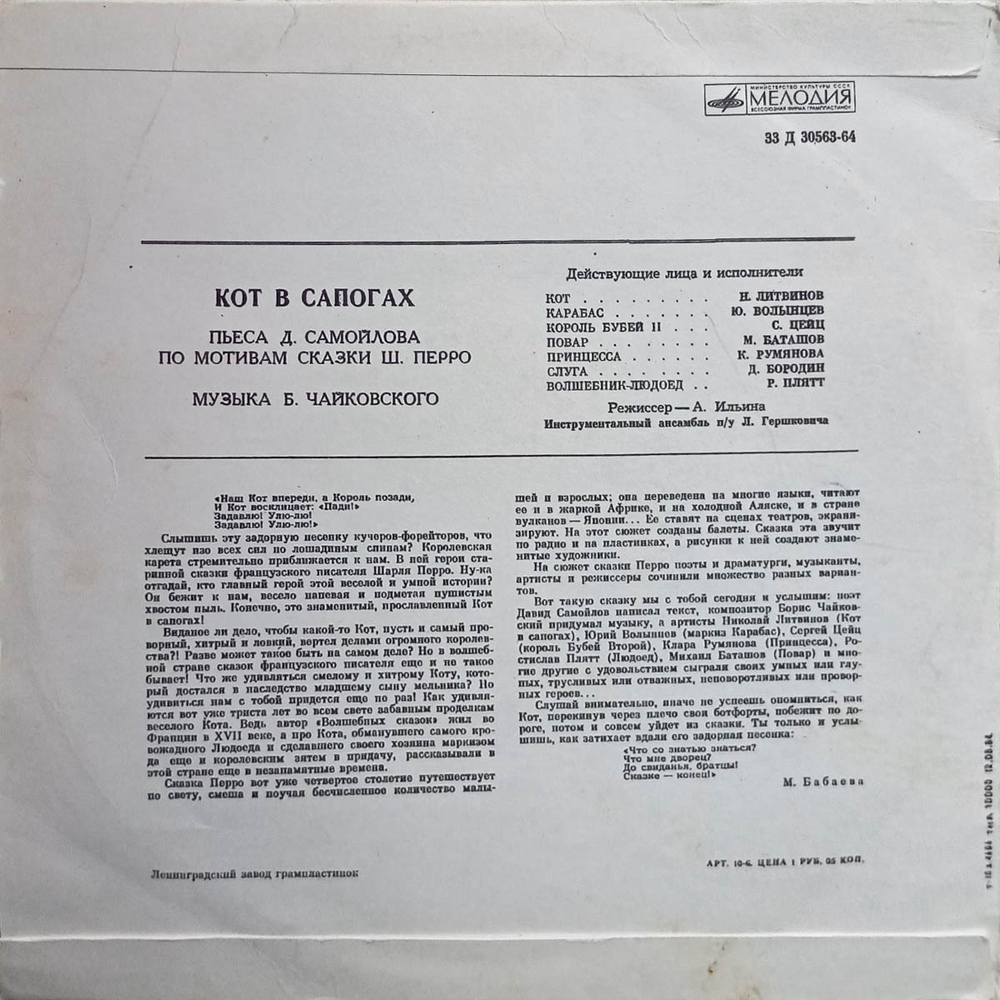 МИНИСТЕРСТВО КУЛЬТУРЫ СССР
МЕЛОДИЯ
ВСЕСОЮЗНАЯ ФИРМА ГРАМПЛАСТИНОК
33 Д 30563-64
КОТ В САПОГАХ
ПЬЕСА Д. САМОЙЛОВА
ПО МОТИВАМ СКАЗКИ Ш. ПЕРРО
МУЗЫКА Б. ЧАЙКОВСКОГО
Действующие лица и исполнители
КОТ . . . . . . . . . Н. ЛИТВИНОВ
КАРАБАС . . . . . . . Ю. ВОЛЫНЦЕВ
КОРОЛЬ БУБЕЙ II . . . С. ЦЕЙЦ
ПОВАР . . . . . . . . М. БАТАШОВ
ПРИНЦЕССА . . . . . . К. РУМЯНОВА
СЛУГА . . . . . . . . Д. БОРОДИН
ВОЛШЕБНИК-ЛЮДОЕД . . Р. ПЛЯТТ
Режиссер — А. Ильина
Инструментальный ансамбль п/у Л. Гершковича
«Наш Кот впереди, а Король позади,
И Кот восклицает: «Пади!»
Задавлю! Улю-лю!
Задавлю! Улю-лю!»
Слышишь эту задорную песенку кучеров-форейторов, что
хлещут изо всех сил по лошадиным спинам? Королевская
карета стремительно приближается к нам. В ней герои ста-
ринной сказки французского писателя Шарля Перро. Ну-ка
отгадай, кто главный герой этой веселой и умной истории?
Он бежит к нам, весело напевая и подметая пушистым
хвостом пыль. Конечно, это знаменитый, прославленный Кот
в сапогах!
Виданое ли дело, чтобы какой-то Кот, пусть и самый про-
ворный, хитрый и ловкий, вертел делами огромного королев-
ства?! Разве может такое быть на самом деле? Но в волшеб-
ной стране сказок французского писателя еще и не такое
бывает! Что же удивляться смелому и хитрому Коту, кото-
рый достался в наследство младшему сыну мельника? Но
удивиться нам с тобой придется еще не раз! Как удивля-
ются вот уже триста лет во всем свете забавным проделкам
веселого Кота. Ведь автор «Волшебных сказок» жил во
Франции в XVII веке, а про Кота, обманувшего самого кро-
вожадного Людоеда и сделавшего своего хозяина маркизом
да еще и королевским зятем в придачу, рассказывали в
этой стране еще в незапамятные времена.
Сказка Перро вот уже четвертое столетие путешествует
по свету, смеша и поучая бесчисленное количество малы-
шей и взрослых; она переведена на многие языки, читают
ее и в жаркой Африке, и на холодной Аляске, и в стране
вулканов — Японии... Ее ставят на сценах театров, экрани-
зируют. На этот сюжет созданы балеты. Сказка эта звучит
по радио и на пластинках, а рисунки к ней создают знаме-
нитые художники.
На сюжет сказки Перро поэты и драматурги, музыканты,
артисты и режиссеры сочинили множество разных вариан-
тов.
Вот такую сказку мы с тобой сегодня и услышим: поэт
Давид Самойлов написал текст, композитор Борис Чайков-
ский придумал музыку, а артисты Николай Литвинов (Кот
в сапогах), Юрий Волынцев (маркиз Карабас), Сергей Цейц
(король Бубей Второй), Клара Румянова (Принцесса), Ро-
стислав Плятт (Людоед), Михаил Баташов (Повар) и мно-
гие другие с удовольствием сыграли своих умных или глу-
пых, трусливых или отважных, неповоротливых или провор-
ных героев...
Слушай внимательно, иначе не успеешь опомниться, как
Кот, перекинув через плечо свои ботфорты, побежит по до-
роге, потом и совсем уйдет из сказки. Ты только и услы-
шишь, как затихает вдали его задорная песенка:
«Что со знатью знаться?
Что мне дворец?
До свиданья, братцы!
Сказке — конец!»
М. Бабаева
Ленинградский завод грампластинок
АРТ. 10-6. ЦЕНА 1 РУБ. 05 КОП.